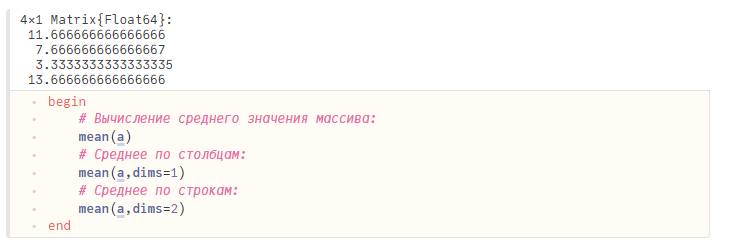 4×1 Matrix{Float64}:
11.666666666666666
7.666666666666667
3.3333333333333335
13.666666666666666
begin
# Вычисление среднего значения массива:
mean(a)
# Среднее по столбцам:
mean(a,dims=1)
# Среднее по строкам:
mean(a,dims=2)
end